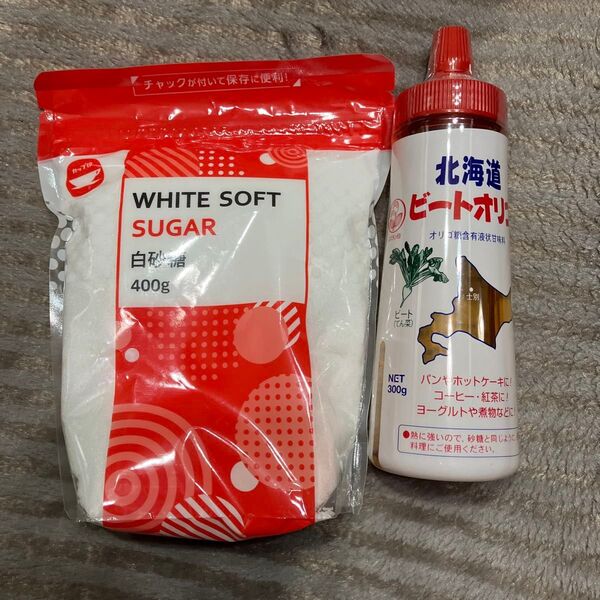 チャックが付いて保存に便利!
カップ印
WHITE SOFT
SUGAR
白砂糖
400g
北海道
ビートオリゴ
オリゴ糖含有液状甘味料
士別
ビート
(てん菜)
NET
300g
パンやホットケーキに!
コーヒー・紅茶に!
ヨーグルトや煮物などに!
●熱に強いので、砂糖と同じように
料理にご使用ください。